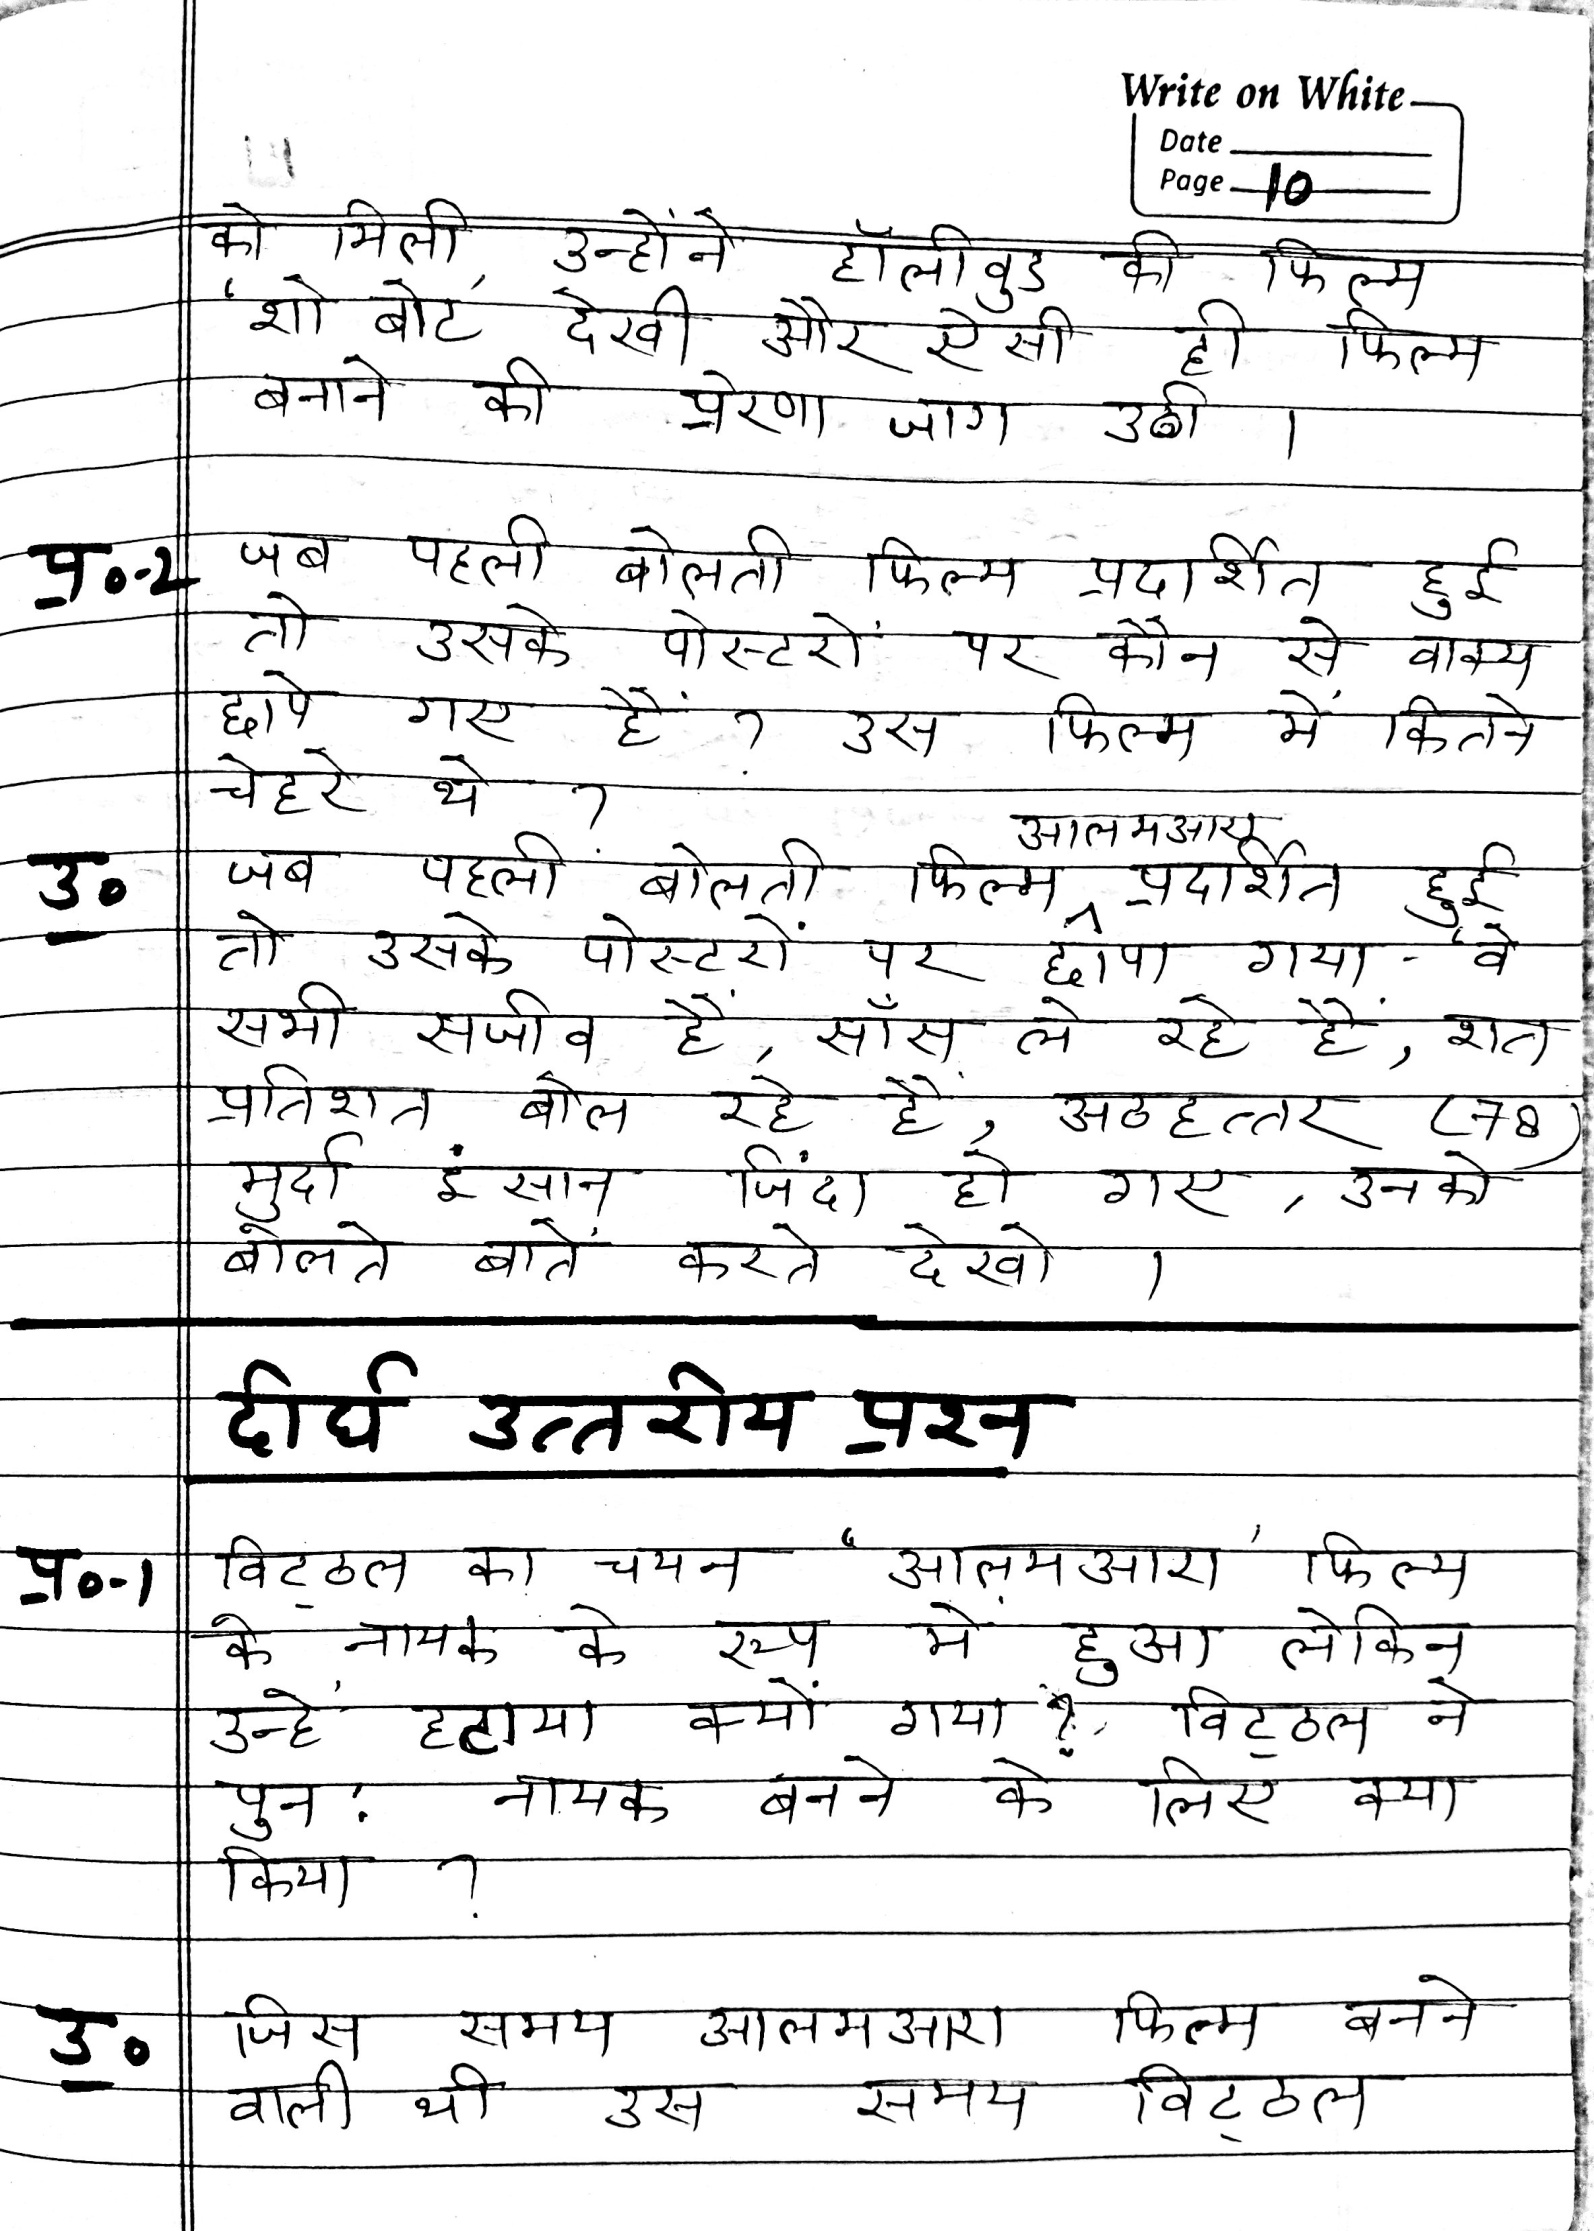 Write on White
Date
Page 10
को मिली, उन्होंने हॉलीवुड की फिल्म
'शो बोट' देखी और ऐसी ही फिल्म
बनाने की प्रेरणा जाग उठी ।
प्र०-2 जब पहली बोलती फिल्म प्रदार्शित हुई
तो उसके पोस्टरों पर कौन से वाक्य
छापे गए हैं ? उस फिल्म में कितने
चेहरे थे ?
आलमआरा
उ० जब पहली बोलती फिल्म ^ प्रदार्शित हुई
तो उसके पोस्टरों पर छापा गया - 'वे
सभी सजीव हैं, साँस ले रहे हैं, शत
प्रतिशत बोल रहे हैं, अठहत्तर (78)
मुर्दा इंसान जिंदा हो गए, उनको
बोलते बातें करते देखो ।
दीर्घ उत्तरीय प्रश्न
प्र०-1 विट्ठल का चयन 'आलमआरा' फिल्म
के नायक के रूप में हुआ लेकिन
उन्हें हटाया क्यों गया ? विट्ठल ने
पुन: नायक बनने के लिए क्या
किया ?
उ० जिस समय आलमआरा फिल्म बनने
वाली थी उस समय विट्ठल